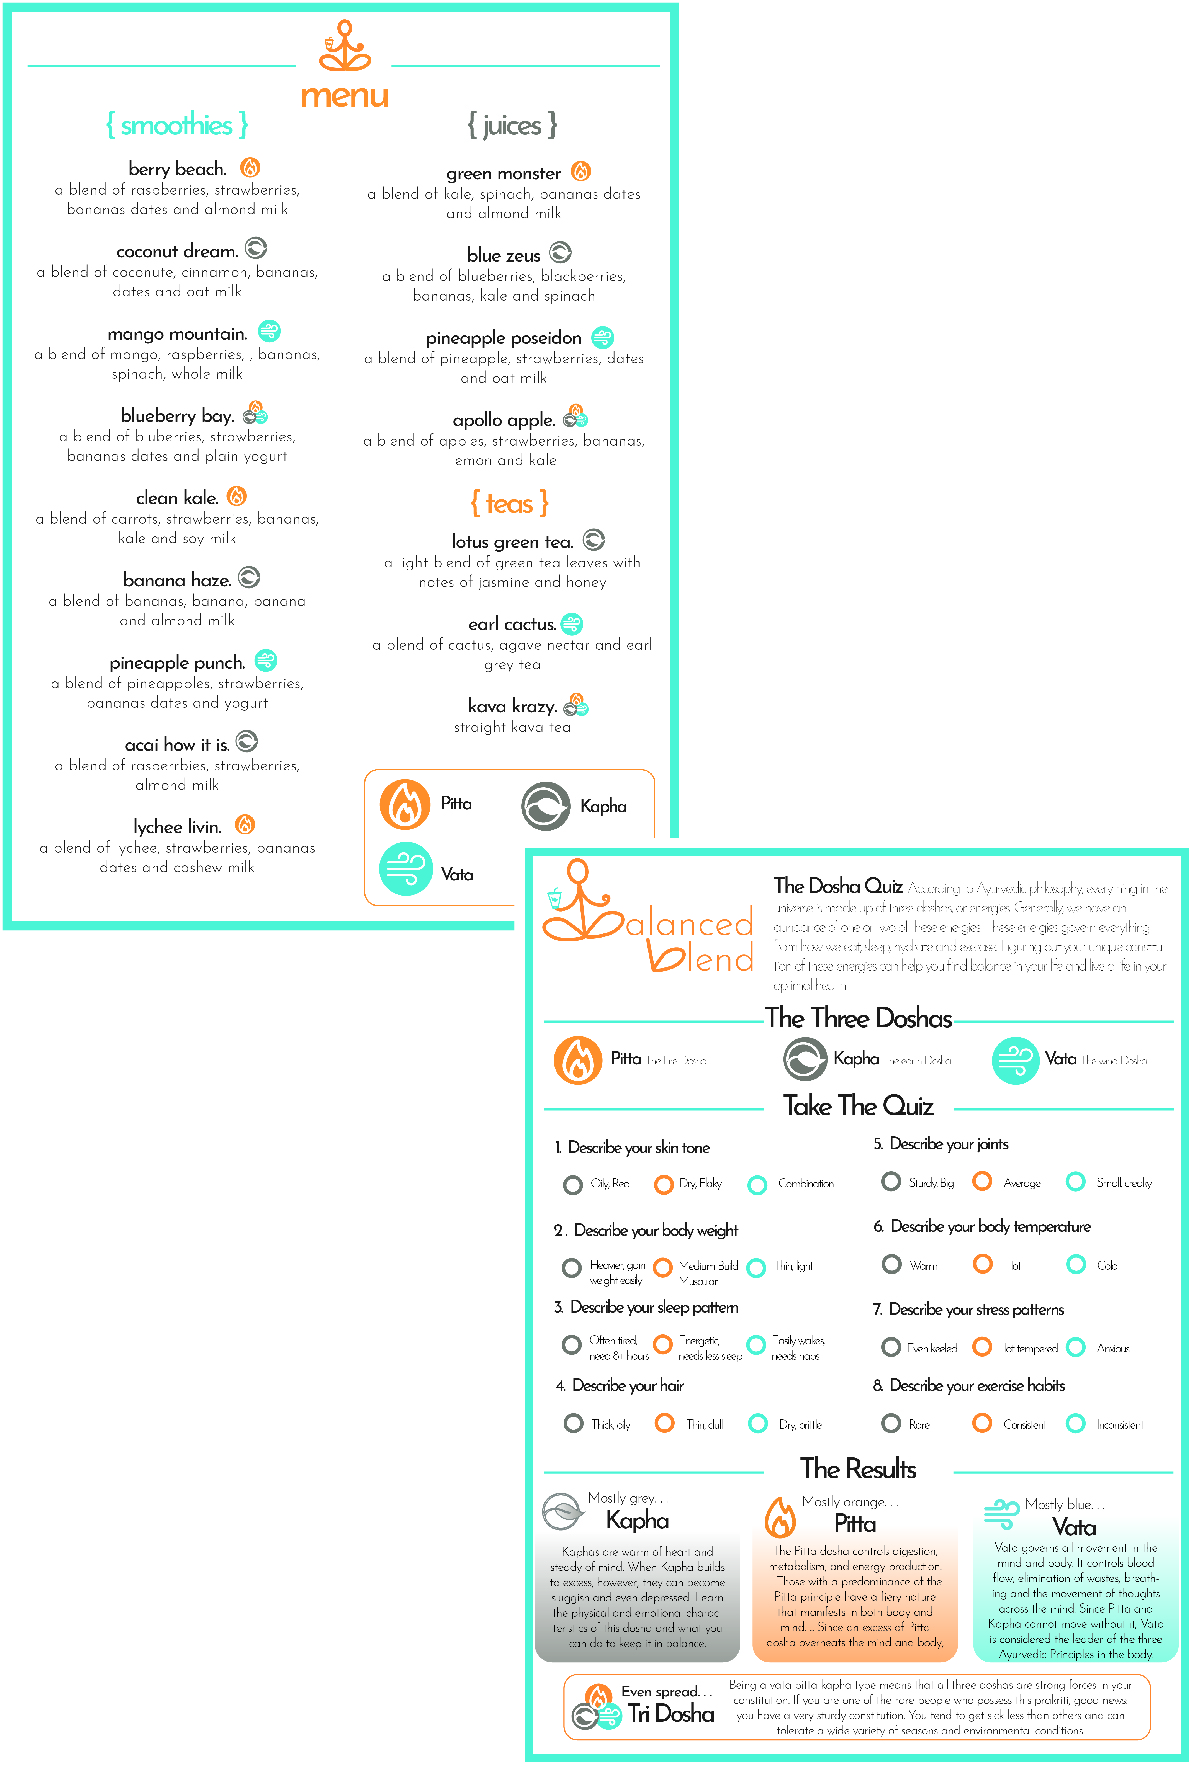 menu
{ smoothies }
berry beach.
a blend of raspberries, strawberries,
bananas dates and almond milk
coconut dream.
a blend of coconute, cinnamon, bananas,
dates and oat milk
mango mountain.
a blend of mango, raspberries, , bananas,
spinach, whole milk
blueberry bay.
a blend of bluberries, strawberries,
bananas dates and plain yogurt
clean kale.
a blend of carrots, strawberries, bananas,
kale and soy milk
banana haze.
a blend of bananas, banana, banana
and almond milk
pineapple punch.
a blend of pineappoles, strawberries,
bananas dates and yogurt
acai how it is.
a blend of rasperrbies, strawberries,
almond milk
lychee livin.
a blend of lychee, strawberries, bananas
dates and cashew milk
{ juices }
green monster
a blend of kale, spinach, bananas dates
and almond milk
blue zeus
a blend of blueberries, blackberries,
bananas, kale and spinach
pineapple poseidon
a blend of pineapple, strawberries, dates
and oat milk
apollo apple.
a blend of apples, strawberries, bananas,
lemon and kale
{ teas }
lotus green tea.
a light blend of green tea leaves with
notes of jasmine and honey
earl cactus.
a blend of cactus, agave nectar and earl
grey tea
kava krazy.
straight kava tea
Pitta
Kapha
Vata
Balanced
blend
The Dosha Quiz According to Ayurvedic philosophy, everything in the
universe is made up of three doshas, or energies. Generally, we have an
abundance of one or two of these energies. These energies govern everything
from how we eat, sleep, hydrate and exercise. Figuring out your unique constitu
tion of these energies can help you find balance in your life and live a life in your
optimal health
The Three Doshas
Pitta The Fire Dosha
Kapha The earth Dosha
Vata The wind Dosha
Take The Quiz
1. Describe your skin tone
Oily, Red
Dry, Flaky
Combination
2. Describe your body weight
Heavier, gain
weight easily
Medium Build
Muscular
Thin, light
3. Describe your sleep pattern
Often tired,
need 8+ hours
Energetic,
needs less sleep
Easily wakes,
needs naps
4. Describe your hair
Thick, oily
Thin, dull
Dry, brittle
5. Describe your joints
Sturdy, Big
Average
Small, creaky
6. Describe your body temperature
Warm
Hot
Cold
7. Describe your stress patterns
Even keeled
Hot tempered
Anxious
8. Describe your exercise habits
Rare
Consistent
Inconsistent
The Results
Mostly grey. . .
Kapha
Kaphas are warm of heart and
steady of mind. When Kapha builds
to excess, however, they can become
sluggish and even depressed. Learn
the physical and emotional charac-
teristics of this dosha and what you
can do to keep it in balance.
Mostly orange. . .
Pitta
The Pitta dosha controls digestion,
metabolism, and energy production.
Those with a predominance of the
Pitta principle have a fiery nature
that manifests in both body and
mind. ... Since an excess of Pitta
dosha overheats the mind and body,
Mostly blue. . .
Vata
Vata governs all movement in the
mind and body. It controls blood
flow, elimination of wastes, breath-
ing and the movement of thoughts
across the mind. Since Pitta and
Kapha cannot move without it, Vata
is considered the leader of the three
Ayurvedic Principles in the body.
Even spread. . .
Tri Dosha
Being a vata pitta kapha type means that all three doshas are strong forces in your
constitution. If you are one of the rare people who possess this prakriti, good news:
you have a very sturdy constitution. You tend to get sick less than others and can
tolerate a wide variety of seasons and environmental conditions.